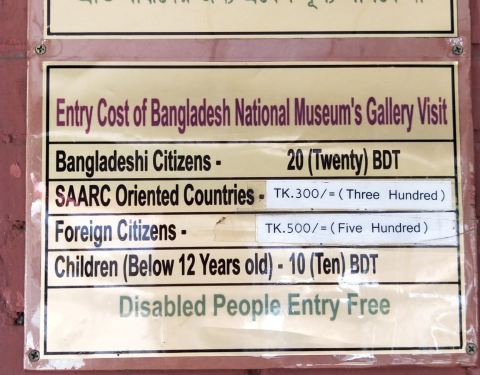 Entry Cost of Bangladesh National Museum's Gallery Visit
Bangladeshi Citizens - 20 (Twenty) BDT
SAARC Oriented Countries - TK.300/=(Three Hundred)
Foreign Citizens - TK.500/=(Five Hundred)
Children (Below 12 Years old) - 10 (Ten) BDT
Disabled People Entry Free